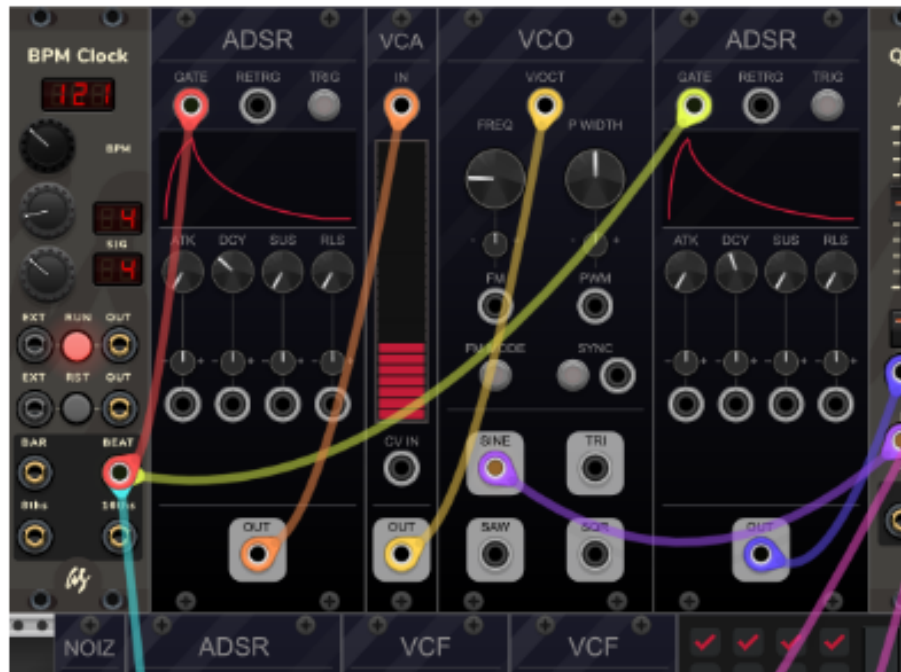 BPM Clock
121
BPM
4
SIG
4
EXT RUN OUT
EXT RST OUT
BAR BEAT
8ths 16ths
ADSR
GATE RETRG TRIG
ATK DCY SUS RLS
- + - + - + - +
OUT
VCA
IN
CV IN
OUT
VCO
V/OCT
FREQ P WIDTH
- + - +
FM PWM
FM MODE SYNC
SINE TRI
SAW SQR
ADSR
GATE RETRG TRIG
ATK DCY SUS RLS
- + - + - + - +
OUT
NOIZ ADSR VCF VCF